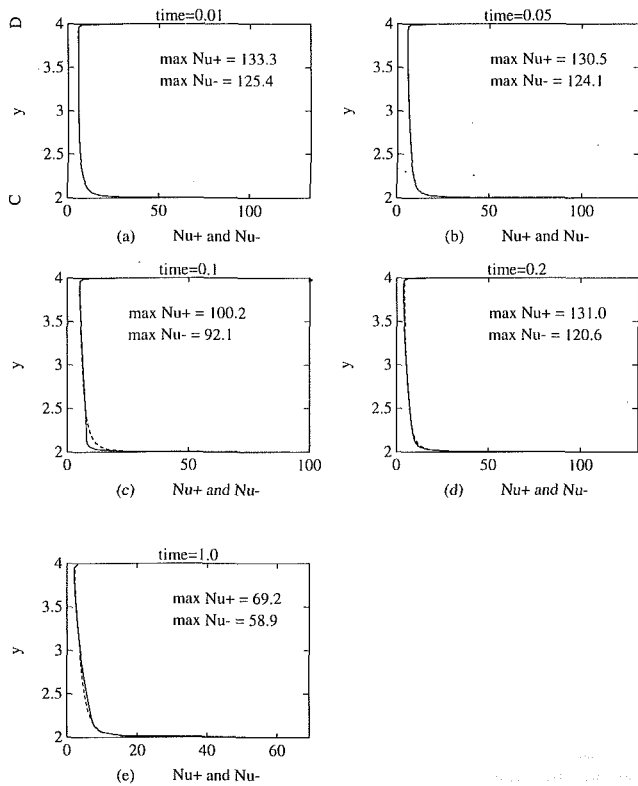 time=0.01
D
4
3
y
2.5
C
2
0
50
100
(a)
Nu+ and Nu-
max Nu+ = 133.3
max Nu- = 125.4
time=0.05
4
3.5
y
3
2.5
2
0
50
100
(b)
Nu+ and Nu-
max Nu+ = 130.5
max Nu- = 124.1
time=0.1
4
3.5
y
3
2.5
2
0
50
100
(c)
Nu+ and Nu-
max Nu+ = 100.2
max Nu- = 92.1
time=0.2
4
3.5
y
3
2.5
2
0
50
100
(d)
Nu+ and Nu-
max Nu+ = 131.0
max Nu- = 120.6
time=1.0
4
3.5
y
3
2.5
2
0
20
40
60
(e)
Nu+ and Nu-
max Nu+ = 69.2
max Nu- = 58.9